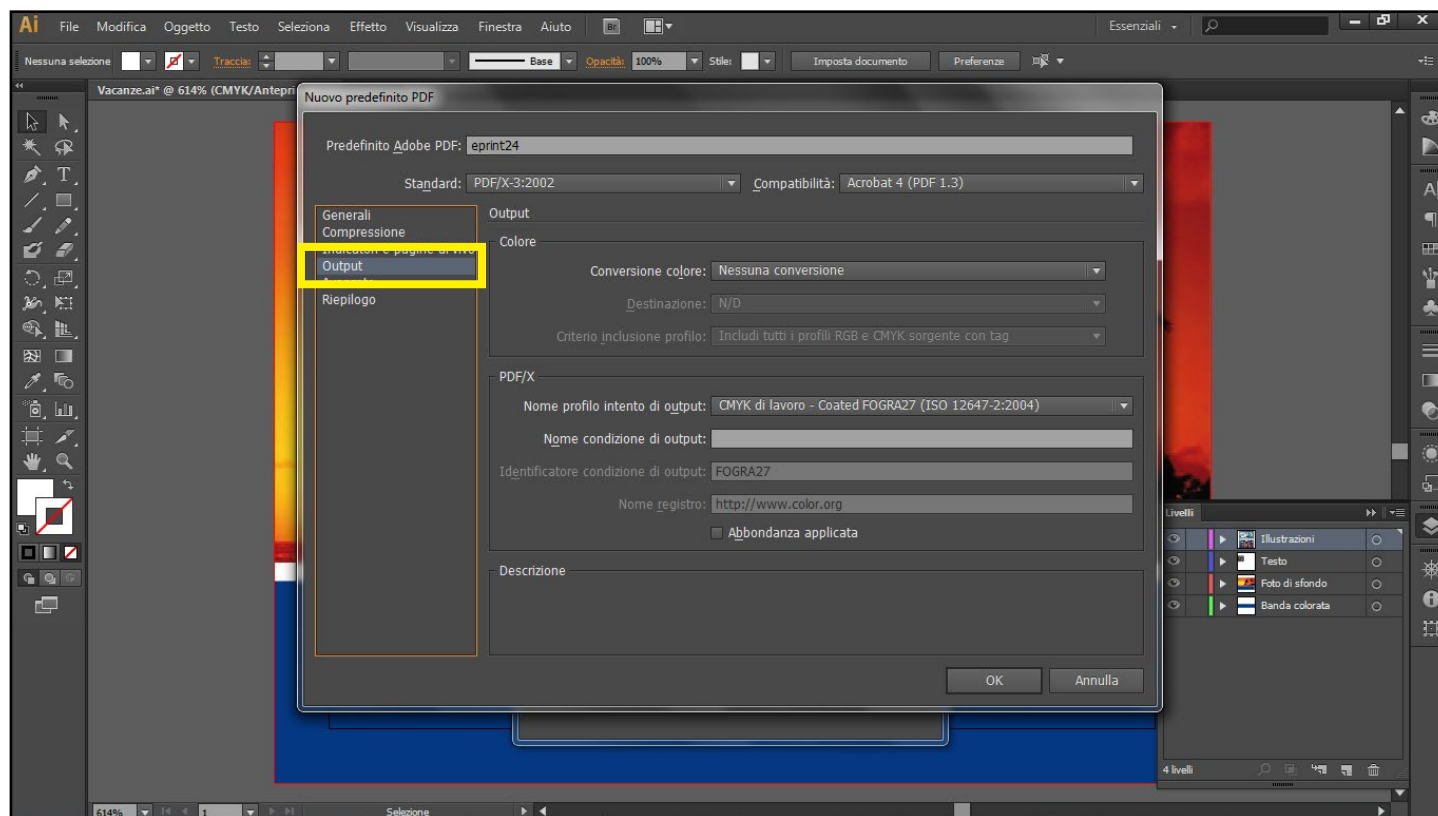 Ai File Modifica Oggetto Testo Seleziona Effetto Visualizza Finestra Aiuto Br Essenziali
Nessuna selezione Traccia: Base Opacità: 100% Stile: Imposta documento Preferenze
Vacanze.ai* @ 614% (CMYK/Antepri
Nuovo predefinito PDF
Predefinito Adobe PDF: eprint24
Standard: PDF/X-3:2002 Compatibilità: Acrobat 4 (PDF 1.3)
Generali
Compressione
Indicatori e pagine al vivo
Output
Riepilogo
Output
Colore
Conversione colore: Nessuna conversione
Destinazione: N/D
Criterio inclusione profilo: Includi tutti i profili RGB e CMYK sorgente con tag
PDF/X
Nome profilo intento di output: CMYK di lavoro - Coated FOGRA27 (ISO 12647-2:2004)
Nome condizione di output:
Identificatore condizione di output: FOGRA27
Nome registro: http://www.color.org
Abbondanza applicata
Descrizione
OK Annulla
Livelli
Illustrazioni
Testo
Foto di sfondo
Banda colorata
4 livelli
614% 1 Selezione